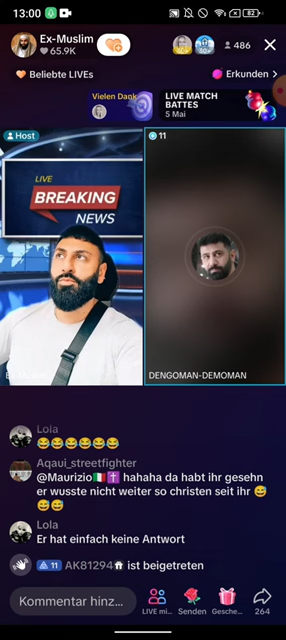 13:00
82
Ex-Muslim
65.9K
486
Beliebte LIVEs
Erkunden
Vielen Dank
LIVE MATCH
BATTES
5 Mai
Host
11
LIVE
BREAKING
NEWS
DENGOMAN-DEMOMAN
Lola
😂😂😂😂😂😂
Aqaui_streetfighter
@Maurizio🇮🇹✝️ hahaha da habt ihr gesehn
er wusste nicht weiter so christen seit ihr 😅
😅😅
Lola
Er hat einfach keine Antwort
11 AK81294 ist beigetreten
Kommentar hinz...
LIVE mi...
Senden
Gesche...
264